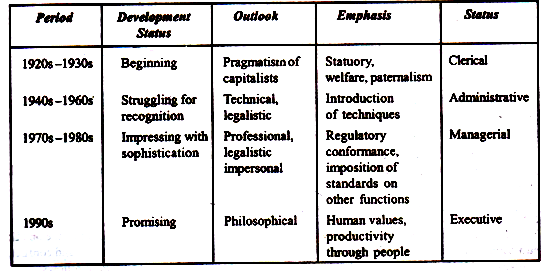 Period Development Status Outlook Emphasis Status
1920s–1930s Beginning Pragmatism of capitalists Statuory, welfare, paternalism Clerical
1940s–1960s Struggling for recognition Technical, legalistic Introduction of techniques Administrative
1970s–1980s Impressing with sophistication Professional, legalistic impersonal Regulatory conformance, imposition of standards on other functions Managerial
1990s Promising Philosophical Human values, productivity through people Executive